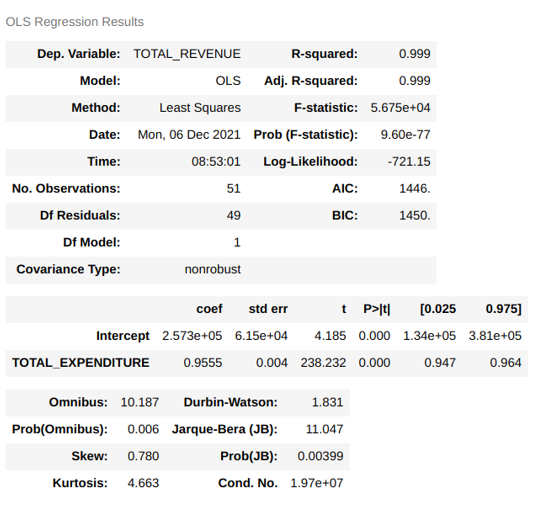 OLS Regression Results
Dep. Variable: TOTAL_REVENUE R-squared: 0.999
Model: OLS Adj. R-squared: 0.999
Method: Least Squares F-statistic: 5.675e+04
Date: Mon, 06 Dec 2021 Prob (F-statistic): 9.60e-77
Time: 08:53:01 Log-Likelihood: -721.15
No. Observations: 51 AIC: 1446.
Df Residuals: 49 BIC: 1450.
Df Model: 1
Covariance Type: nonrobust
coef std err t P>|t| [0.025 0.975]
Intercept 2.573e+05 6.15e+04 4.185 0.000 1.34e+05 3.81e+05
TOTAL_EXPENDITURE 0.9555 0.004 238.232 0.000 0.947 0.964
Omnibus: 10.187 Durbin-Watson: 1.831
Prob(Omnibus): 0.006 Jarque-Bera (JB): 11.047
Skew: 0.780 Prob(JB): 0.00399
Kurtosis: 4.663 Cond. No. 1.97e+07